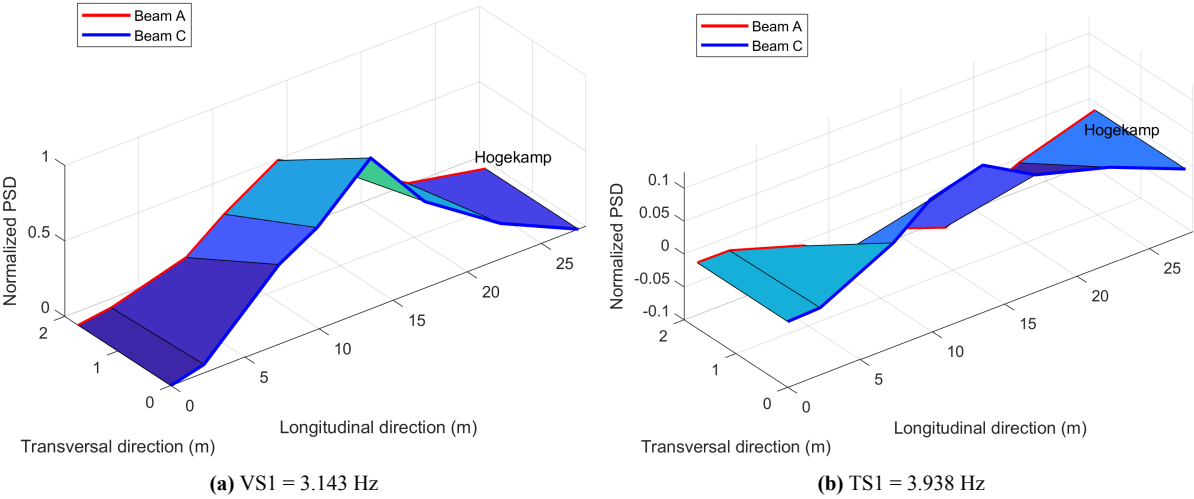 Beam A
Beam C
Hogekamp
Normalized PSD
1
0.5
0
2
1
0
0
5
10
15
20
25
Transversal direction (m)
Longitudinal direction (m)
(a) VS1 = 3.143 Hz
Beam A
Beam C
Hogekamp
Normalized PSD
0.1
0.05
0
-0.05
-0.1
2
1
0
0
5
10
15
20
25
Transversal direction (m)
Longitudinal direction (m)
(b) TS1 = 3.938 Hz